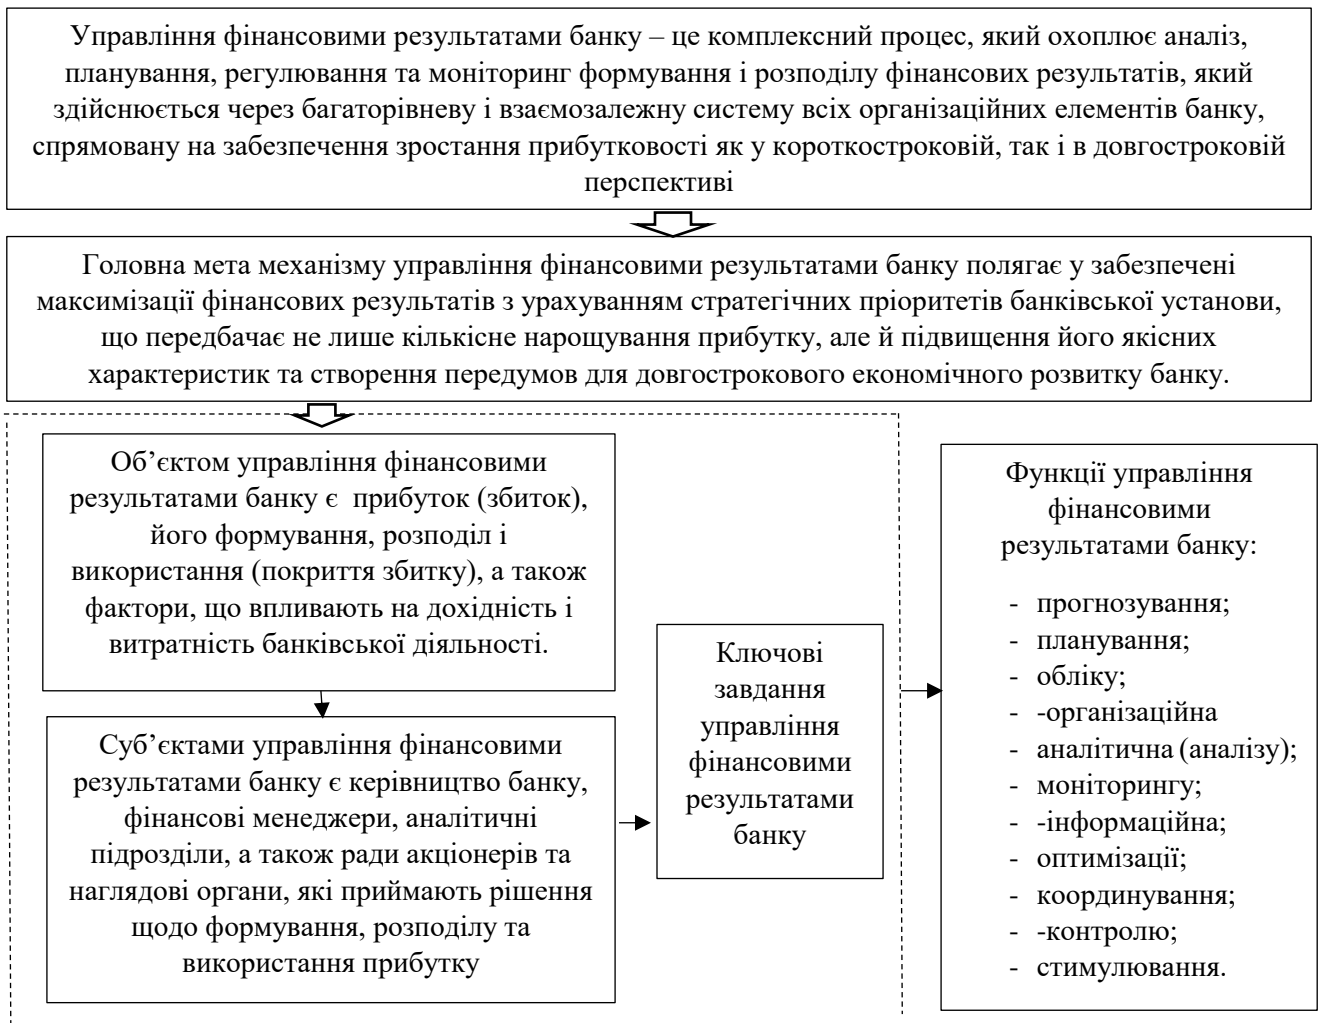 Управління фінансовими результатами банку – це комплексний процес, який охоплює аналіз,
планування, регулювання та моніторинг формування і розподілу фінансових результатів, який
здійснюється через багаторівневу і взаємозалежну систему всіх організаційних елементів банку,
спрямовану на забезпечення зростання прибутковості як у короткостроковій, так і в довгостроковій
перспективі
Головна мета механізму управління фінансовими результатами банку полягає у забезпечені
максимізації фінансових результатів з урахуванням стратегічних пріоритетів банківської установи,
що передбачає не лише кількісне нарощування прибутку, але й підвищення його якісних
характеристик та створення передумов для довгострокового економічного розвитку банку.
Об’єктом управління фінансовими
результатами банку є прибуток (збиток),
його формування, розподіл і
використання (покриття збитку), а також
фактори, що впливають на дохідність і
витратність банківської діяльності.
Суб’єктами управління фінансовими
результатами банку є керівництво банку,
фінансові менеджери, аналітичні
підрозділи, а також ради акціонерів та
наглядові органи, які приймають рішення
щодо формування, розподілу та
використання прибутку
Ключові
завдання
управління
фінансовими
результатами
банку
Функції управління
фінансовими
результатами банку:
- прогнозування;
- планування;
- обліку;
- -організаційна
- аналітична (аналізу);
- моніторингу;
- -інформаційна;
- оптимізації;
- координування;
- -контролю;
- стимулювання.